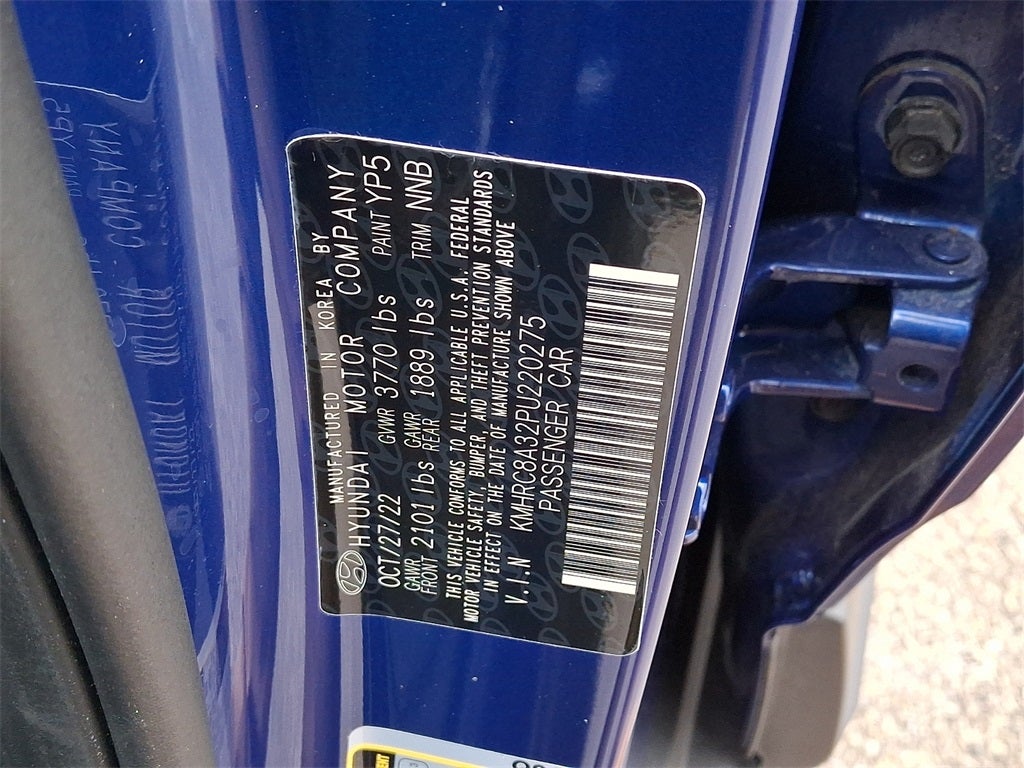 MANUFACTURED IN KOREA BY
HYUNDAI MOTOR COMPANY
OCT/27/22 GVWR 3770 lbs PAINT YP5
GAWR FRONT 2101 lbs GAWR REAR 1889 lbs TRIM NNB
THIS VEHICLE CONFORMS TO ALL APPLICABLE U.S.A. FEDERAL
MOTOR VEHICLE SAFETY, BUMPER, AND THEFT PREVENTION STANDARDS
IN EFFECT ON THE DATE OF MANUFACTURE SHOWN ABOVE
V.I.N KMHRC8A32PU220275
PASSENGER CAR